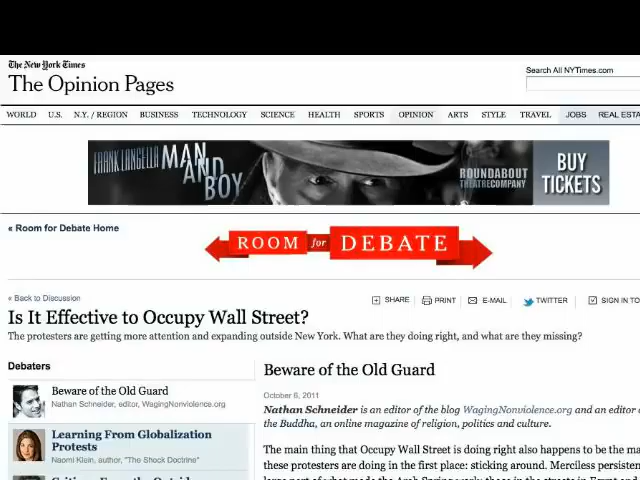 The New York Times
The Opinion Pages
Search All NYTimes.com
WORLD U.S. N.Y. / REGION BUSINESS TECHNOLOGY SCIENCE HEALTH SPORTS OPINION ARTS STYLE TRAVEL JOBS REAL ESTA
FRANK LANGELLA MAN AND BOY
ROUNDABOUT THEATRECOMPANY
BUY TICKETS
« Room for Debate Home
ROOM for DEBATE
« Back to Discussion
SHARE PRINT E-MAIL TWITTER SIGN IN TO
Is It Effective to Occupy Wall Street?
The protesters are getting more attention and expanding outside New York. What are they doing right, and what are they missing?
Debaters
Beware of the Old Guard
Nathan Schneider, editor, WagingNonviolence.org
Learning From Globalization
Protests
Naomi Klein, author, "The Shock Doctrine"
Beware of the Old Guard
October 6, 2011
Nathan Schneider is an editor of the blog WagingNonviolence.org and an editor o
the Buddha, an online magazine of religion, politics and culture.
The main thing that Occupy Wall Street is doing right also happens to be the ma
these protesters are doing in the first place: sticking around. Merciless persisten